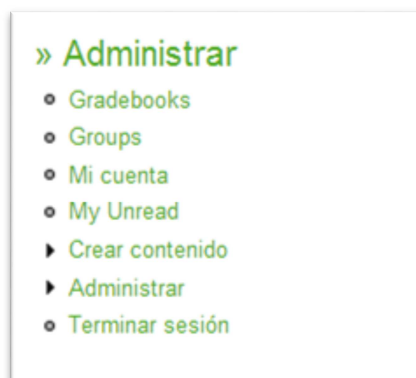 » Administrar
Gradebooks
Groups
Mi cuenta
My Unread
Crear contenido
Administrar
Terminar sesión